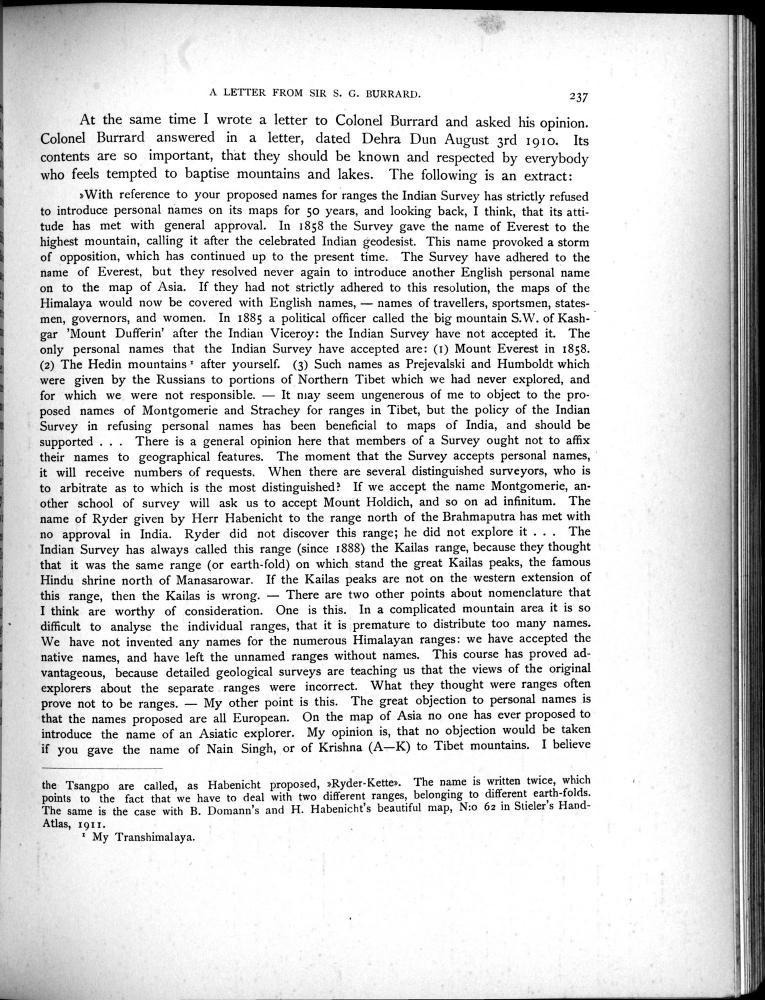 A LETTER FROM SIR S. G. BURRARD. 237
At the same time I wrote a letter to Colonel Burrard and asked his opinion.
Colonel Burrard answered in a letter, dated Dehra Dun August 3rd 1910. Its
contents are so important, that they should be known and respected by everybody
who feels tempted to baptise mountains and lakes. The following is an extract:
»With reference to your proposed names for ranges the Indian Survey has strictly refused
to introduce personal names on its maps for 50 years, and looking back, I think, that its atti-
tude has met with general approval. In 1858 the Survey gave the name of Everest to the
highest mountain, calling it after the celebrated Indian geodesist. This name provoked a storm
of opposition, which has continued up to the present time. The Survey have adhered to the
name of Everest, but they resolved never again to introduce another English personal name
on to the map of Asia. If they had not strictly adhered to this resolution, the maps of the
Himalaya would now be covered with English names, — names of travellers, sportsmen, states-
men, governors, and women. In 1885 a political officer called the big mountain S.W. of Kash-
gar 'Mount Dufferin' after the Indian Viceroy: the Indian Survey have not accepted it. The
only personal names that the Indian Survey have accepted are: (1) Mount Everest in 1858.
(2) The Hedin mountains ¹ after yourself. (3) Such names as Prejevalski and Humboldt which
were given by the Russians to portions of Northern Tibet which we had never explored, and
for which we were not responsible. — It may seem ungenerous of me to object to the pro-
posed names of Montgomerie and Strachey for ranges in Tibet, but the policy of the Indian
Survey in refusing personal names has been beneficial to maps of India, and should be
supported . . . There is a general opinion here that members of a Survey ought not to affix
their names to geographical features. The moment that the Survey accepts personal names,
it will receive numbers of requests. When there are several distinguished surveyors, who is
to arbitrate as to which is the most distinguished? If we accept the name Montgomerie, an-
other school of survey will ask us to accept Mount Holdich, and so on ad infinitum. The
name of Ryder given by Herr Habenicht to the range north of the Brahmaputra has met with
no approval in India. Ryder did not discover this range; he did not explore it . . . The
Indian Survey has always called this range (since 1888) the Kailas range, because they thought
that it was the same range (or earth-fold) on which stand the great Kailas peaks, the famous
Hindu shrine north of Manasarowar. If the Kailas peaks are not on the western extension of
this range, then the Kailas is wrong. — There are two other points about nomenclature that
I think are worthy of consideration. One is this. In a complicated mountain area it is so
difficult to analyse the individual ranges, that it is premature to distribute too many names.
We have not invented any names for the numerous Himalayan ranges: we have accepted the
native names, and have left the unnamed ranges without names. This course has proved ad-
vantageous, because detailed geological surveys are teaching us that the views of the original
explorers about the separate ranges were incorrect. What they thought were ranges often
prove not to be ranges. — My other point is this. The great objection to personal names is
that the names proposed are all European. On the map of Asia no one has ever proposed to
introduce the name of an Asiatic explorer. My opinion is, that no objection would be taken
if you gave the name of Nain Singh, or of Krishna (A—K) to Tibet mountains. I believe
the Tsangpo are called, as Habenicht proposed, »Ryder-Kette». The name is written twice, which
points to the fact that we have to deal with two different ranges, belonging to different earth-folds.
The same is the case with B. Domann's and H. Habenicht's beautiful map, N:o 62 in Stieler's Hand-
Atlas, 1911.
¹ My Transhimalaya.